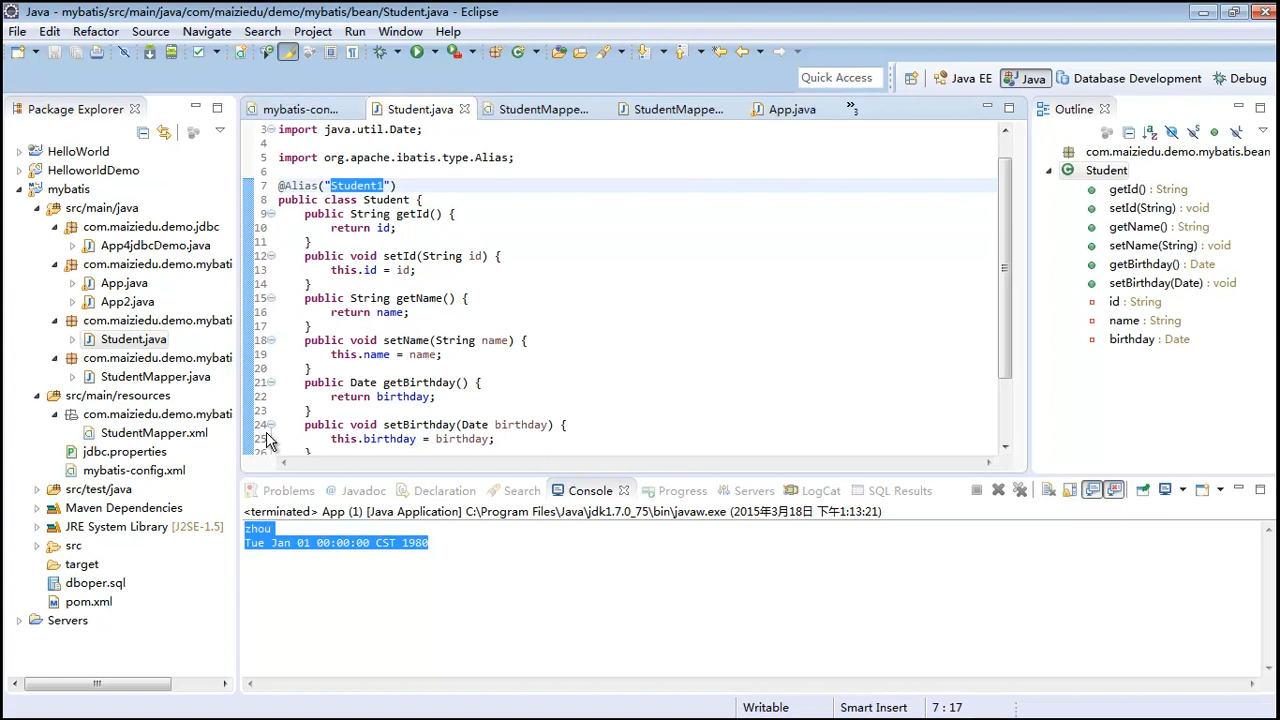 Java - mybatis/src/main/java/com/maiziedu/demo/mybatis/bean/Student.java - Eclipse
File Edit Refactor Source Navigate Search Project Run Window Help
Quick Access
Java EE
Java
Database Development
Debug
Package Explorer
HelloWorld
HelloworldDemo
mybatis
src/main/java
com.maiziedu.demo.jdbc
App4jdbcDemo.java
com.maiziedu.demo.mybati
App.java
App2.java
com.maiziedu.demo.mybati
Student.java
com.maiziedu.demo.mybati
StudentMapper.java
src/main/resources
com.maiziedu.demo.mybati
StudentMapper.xml
jdbc.properties
mybatis-config.xml
src/test/java
Maven Dependencies
JRE System Library [J2SE-1.5]
src
target
dboper.sql
pom.xml
Servers
mybatis-con... Student.java StudentMappe... StudentMappe... App.java »3
3 import java.util.Date;
4
5 import org.apache.ibatis.type.Alias;
6
7 @Alias("Student1")
8 public class Student {
9 public String getId() {
10 return id;
11 }
12 public void setId(String id) {
13 this.id = id;
14 }
15 public String getName() {
16 return name;
17 }
18 public void setName(String name) {
19 this.name = name;
20 }
21 public Date getBirthday() {
22 return birthday;
23 }
24 public void setBirthday(Date birthday) {
25 this.birthday = birthday;
26 }
Outline
com.maiziedu.demo.mybatis.bean
Student
getId() : String
setId(String) : void
getName() : String
setName(String) : void
getBirthday() : Date
setBirthday(Date) : void
id : String
name : String
birthday : Date
Problems @ Javadoc Declaration Search Console Progress Servers LogCat SQL Results
<terminated> App (1) [Java Application] C:\Program Files\Java\jdk1.7.0_75\bin\javaw.exe (2015年3月18日 下午1:13:21)
zhou
Tue Jan 01 00:00:00 CST 1980
Writable Smart Insert 7 : 17